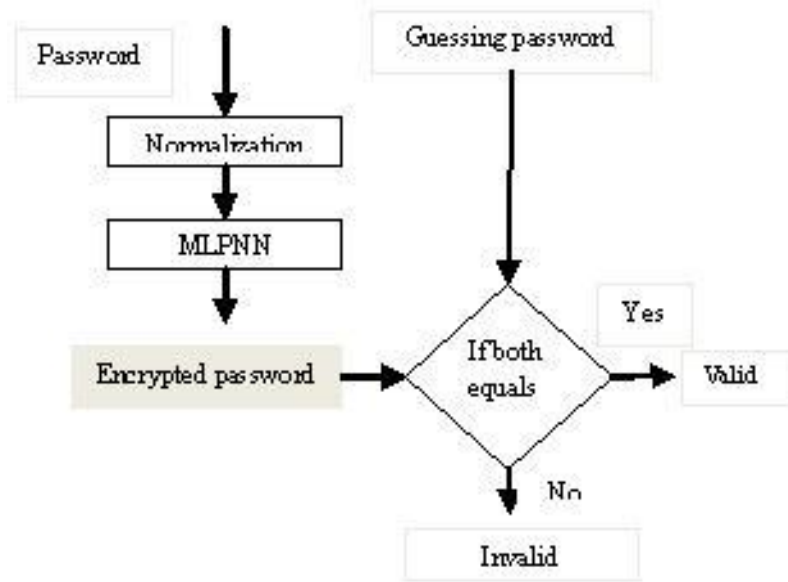 Password
Guessing password
Normalization
MLPNN
Encrypted password
If both
equals
Yes
Valid
No
Invalid